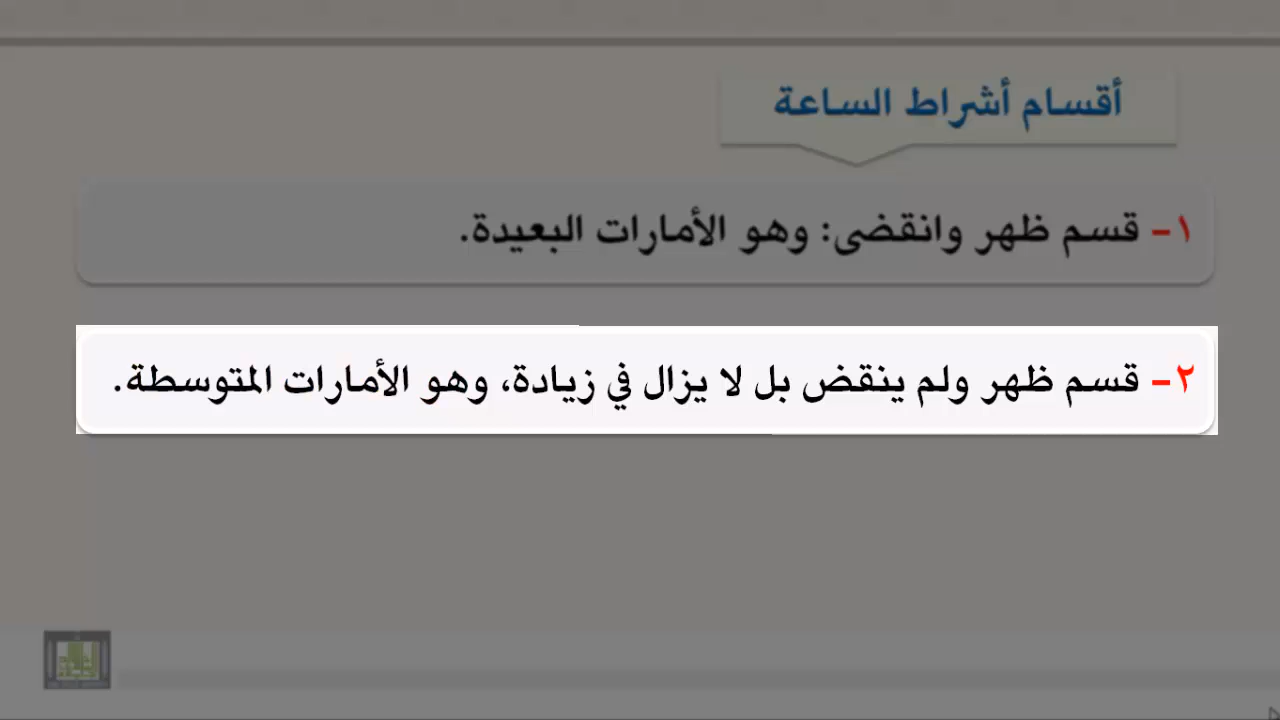 أقسام أشراط الساعة
١- قسم ظهر وانقضى: وهو الأمارات البعيدة.
٢- قسم ظهر ولم ينقض بل لا يزال في زيادة، وهو الأمارات المتوسطة.